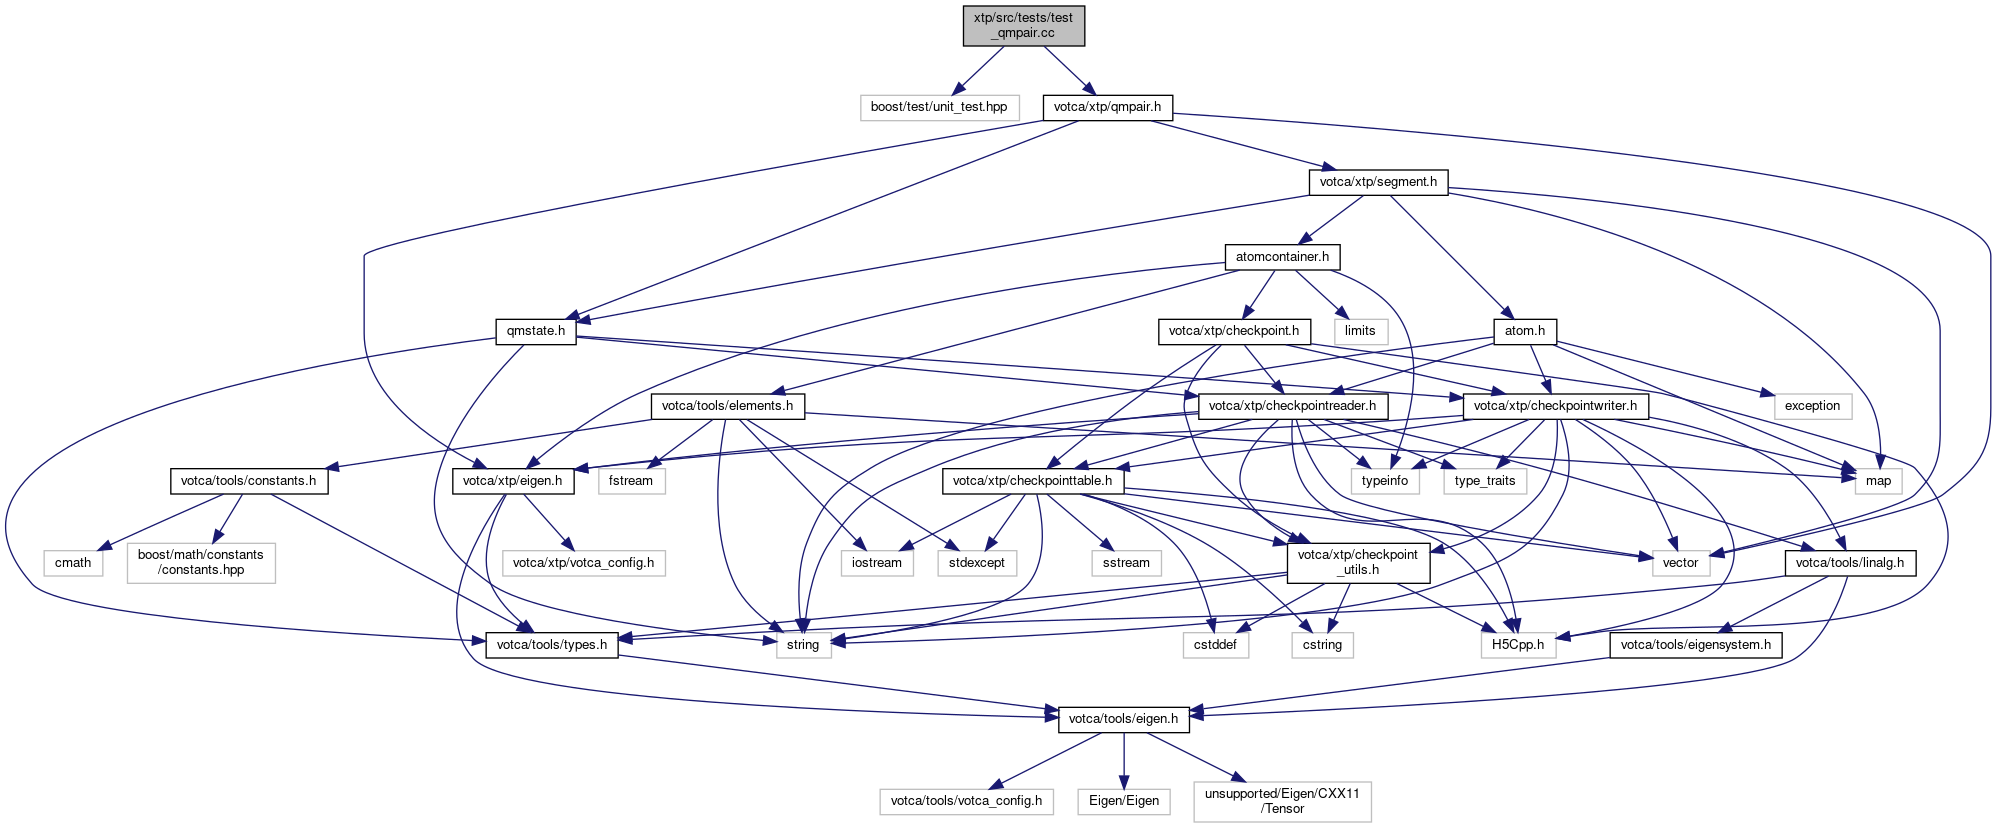 xtp/src/tests/test
_qmpair.cc
boost/test/unit_test.hpp
votca/xtp/qmpair.h
votca/xtp/segment.h
atomcontainer.h
qmstate.h
votca/xtp/checkpoint.h
limits
atom.h
votca/tools/elements.h
votca/xtp/checkpointreader.h
votca/xtp/checkpointwriter.h
exception
votca/tools/constants.h
votca/xtp/eigen.h
fstream
votca/xtp/checkpointtable.h
typeinfo
type_traits
map
cmath
boost/math/constants
/constants.hpp
votca/xtp/votca_config.h
iostream
stdexcept
sstream
votca/xtp/checkpoint
_utils.h
vector
votca/tools/linalg.h
votca/tools/types.h
string
cstddef
cstring
H5Cpp.h
votca/tools/eigensystem.h
votca/tools/eigen.h
votca/tools/votca_config.h
Eigen/Eigen
unsupported/Eigen/CXX11
/Tensor